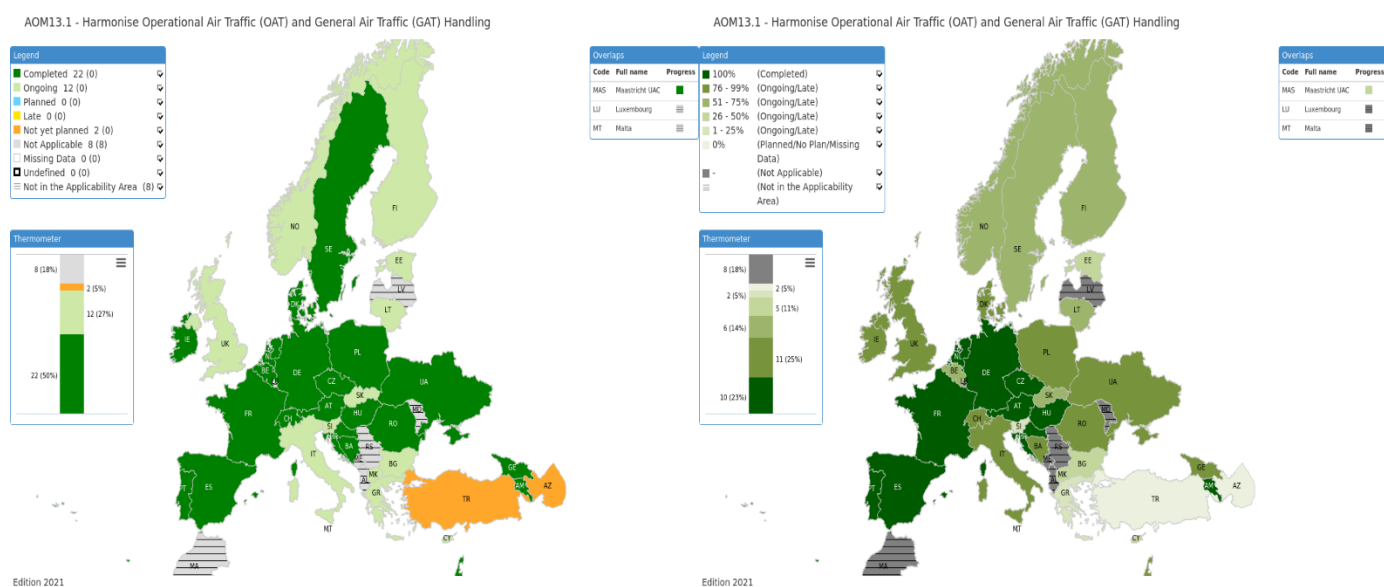 AOM13.1 - Harmonise Operational Air Traffic (OAT) and General Air Traffic (GAT) Handling
Legend
Completed 22 (0)
Ongoing 12 (0)
Planned 0 (0)
Late 0 (0)
Not yet planned 2 (0)
Not Applicable 8 (8)
Missing Data 0 (0)
Undefined 0 (0)
Not in the Applicability Area (8)
Overlaps
Code Full name Progress
MAS Maastricht UAC
LU Luxembourg
MT Malta
Thermometer
8 (18%)
2 (5%)
12 (27%)
22 (50%)
NO
FI
SE
EE
LV
LT
DK
IE
UK
BE
DE
PL
CZ
UA
SK
FR
AT
CH
HU
SI
RO
BA
RS
IT
BG
MK
GR
PT
ES
TR
GE
AM
AZ
MT
CY
MA
Edition 2021
AOM13.1 - Harmonise Operational Air Traffic (OAT) and General Air Traffic (GAT) Handling
Legend
100% (Completed)
76 - 99% (Ongoing/Late)
51 - 75% (Ongoing/Late)
26 - 50% (Ongoing/Late)
1 - 25% (Ongoing/Late)
0% (Planned/No Plan/Missing
Data)
- (Not Applicable)
(Not in the Applicability
Area)
Overlaps
Code Full name Progress
MAS Maastricht UAC
LU Luxembourg
MT Malta
Thermometer
8 (18%)
2 (5%)
2 (5%)
5 (11%)
6 (14%)
11 (25%)
10 (23%)
NO
FI
SE
EE
LV
LT
DK
IE
UK
BE
DE
PL
CZ
UA
SK
FR
AT
CH
HU
SI
RO
BA
RS
IT
BG
MK
GR
PT
ES
TR
GE
AM
AZ
MT
CY
MA
Edition 2021